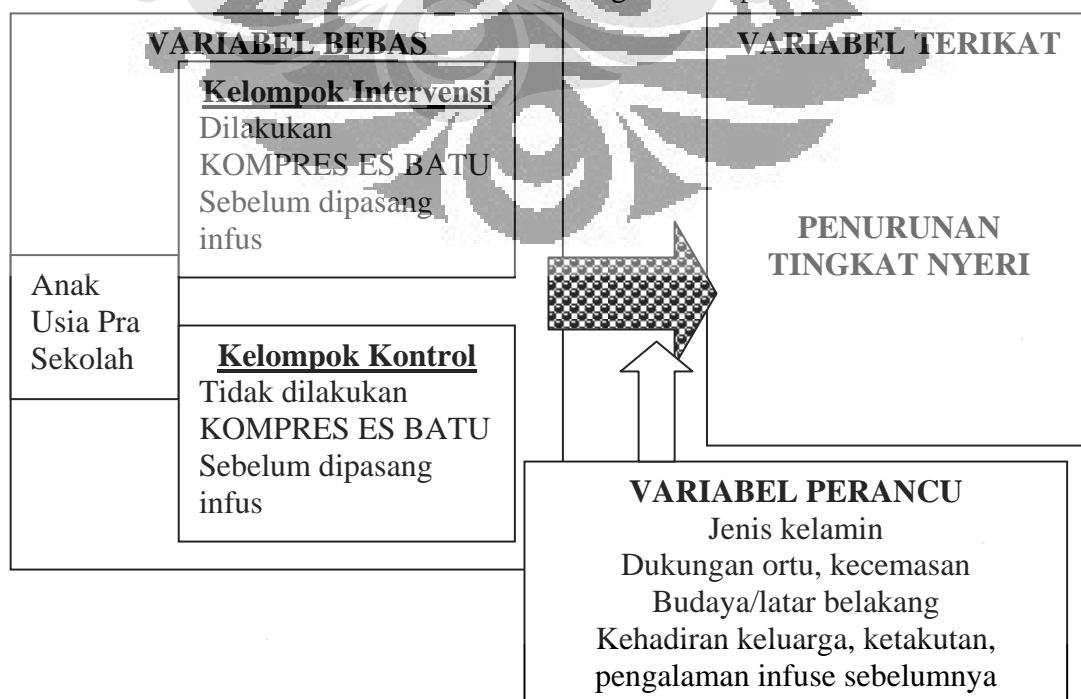 VARIABEL BEBAS
Kelompok Intervensi
Dilakukan
KOMPRES ES BATU
Sebelum dipasang
infus
Anak
Usia Pra
Sekolah
Kelompok Kontrol
Tidak dilakukan
KOMPRES ES BATU
Sebelum dipasang
infus
VARIABEL TERIKAT
PENURUNAN
TINGKAT NYERI
VARIABEL PERANCU
Jenis kelamin
Dukungan ortu, kecemasan
Budaya/latar belakang
Kehadiran keluarga, ketakutan,
pengalaman infuse sebelumnya